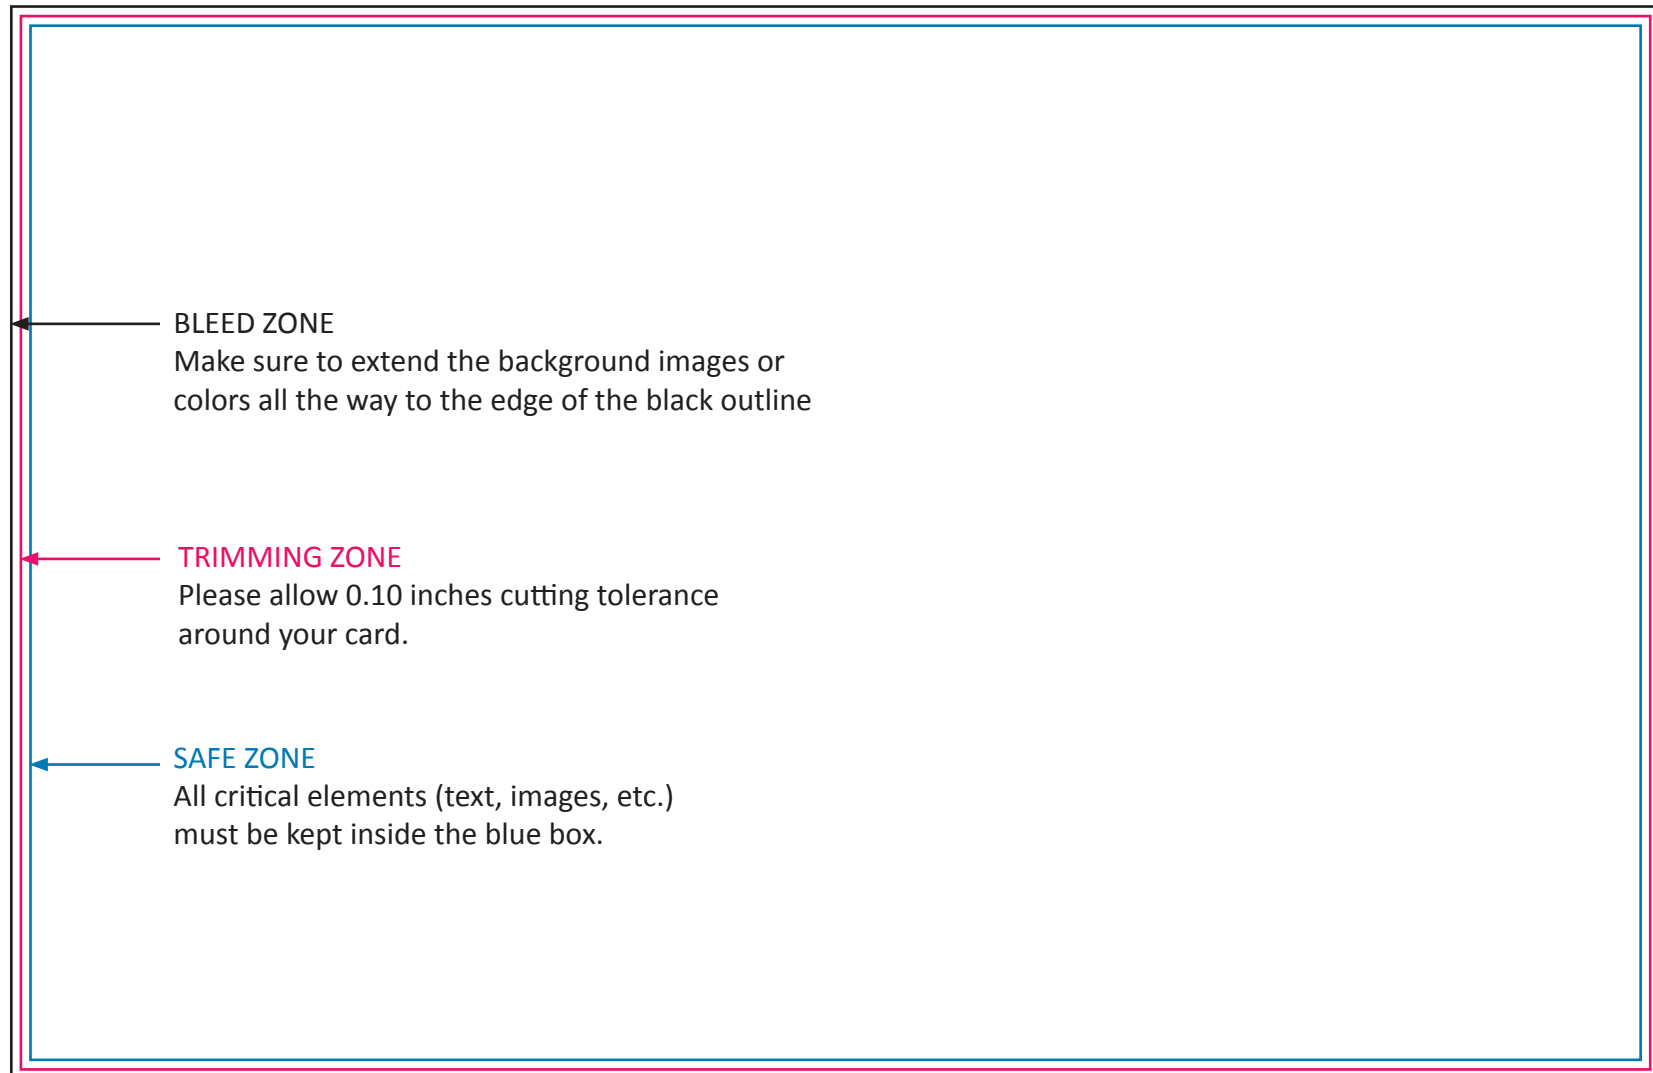 BLEED ZONE
Make sure to extend the background images or
colors all the way to the edge of the black outline
TRIMMING ZONE
Please allow 0.10 inches cutting tolerance
around your card.
SAFE ZONE
All critical elements (text, images, etc.)
must be kept inside the blue box.